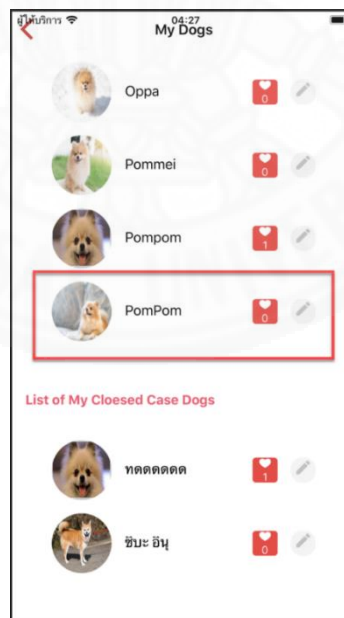 ผู้ให้บริการ 04:27
My Dogs
Oppa 0
Pommei 0
Pompom 1
PomPom 0
List of My Cloesed Case Dogs
ทดดดดดด 1
ชิบะ อินุ 0